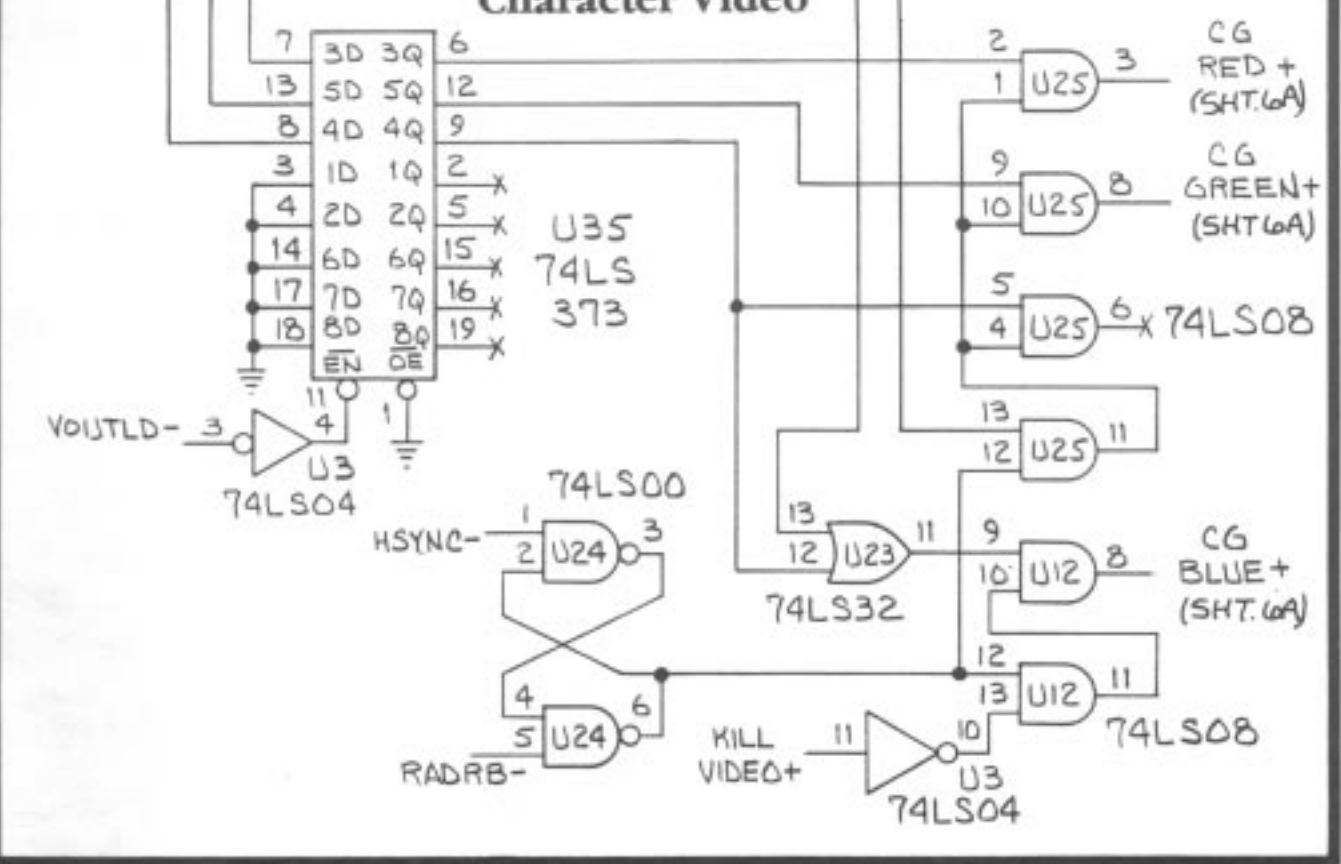 Character Video
7 3D 3Q 6
13 5D 5Q 12
8 4D 4Q 9
3 1D 1Q 2
4 2D 2Q 5
14 6D 6Q 15
17 7D 7Q 16
18 8D 8Q 19
EN OE
11
1
U35
74LS
373
VOUTLD- 3
4
U3
74LS04
2
1
U25
3
CG
RED +
(SHT.6A)
9
10
U25
8
CG
GREEN+
(SHT 6A)
5
4
U25
6
74LS08
13
12
U25
11
74LS00
HSYNC-
1
2
U24
3
4
5
U24
6
RADRB-
13
12
U23
11
74LS32
9
10
U12
8
CG
BLUE+
(SHT.6A)
12
13
U12
11
74LS08
KILL
VIDEO+
11
10
U3
74LS04